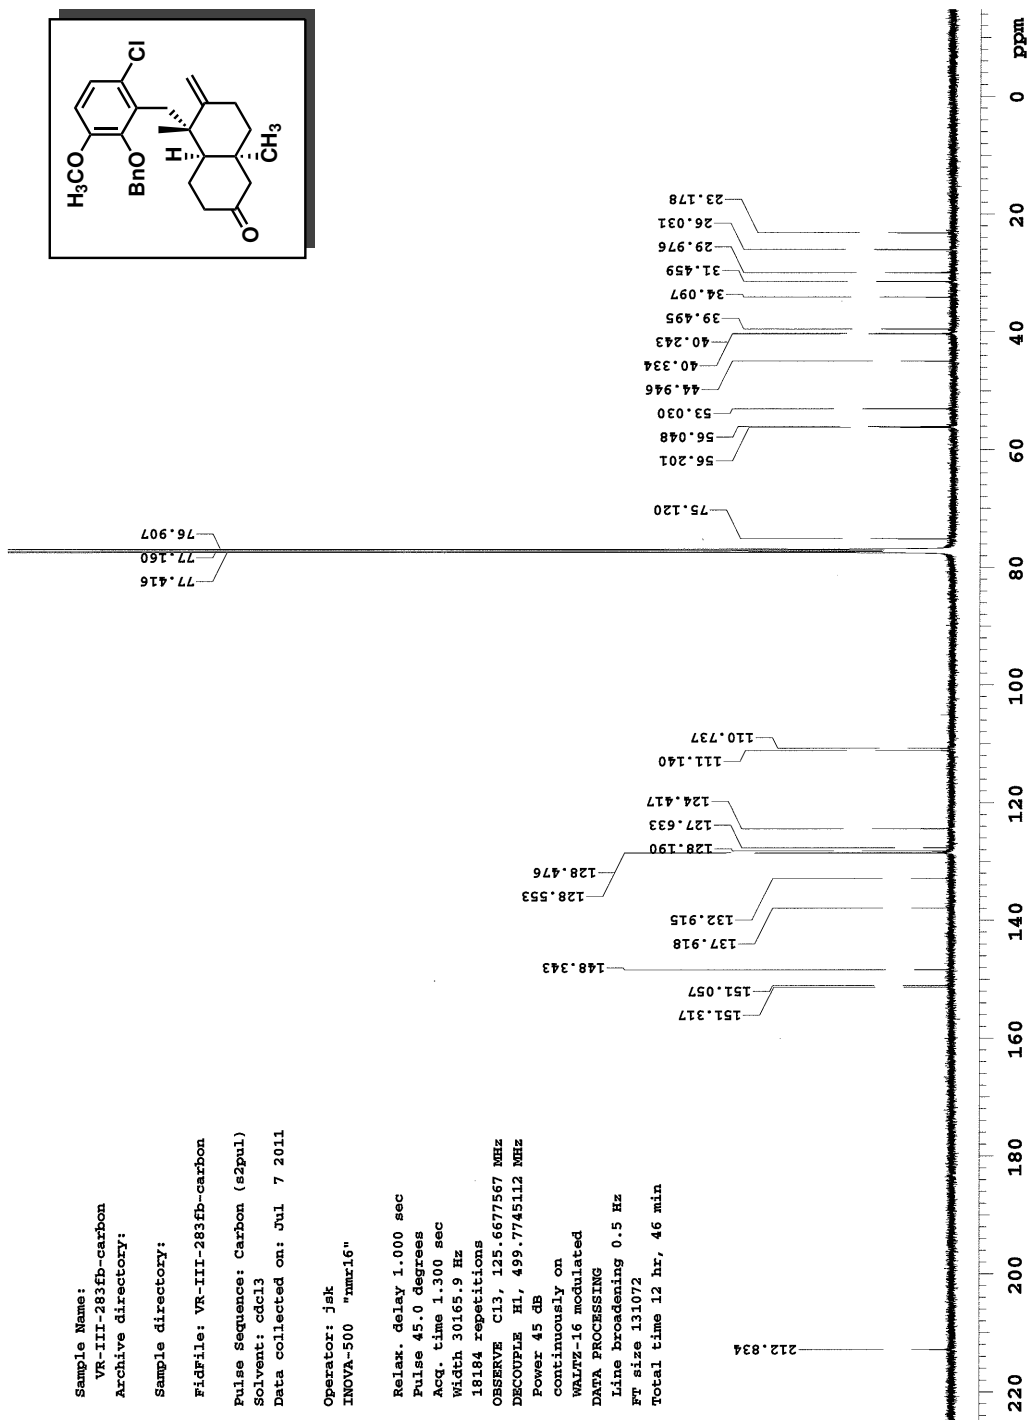 Sample Name:
VR-III-283fb-carbon
Archive directory:
Sample directory:
FidFile: VR-III-283fb-carbon
Pulse Sequence: Carbon (s2pul)
Solvent: cdcl3
Data collected on: Jul 7 2011
Operator: jsk
INOVA-500 "nmr16"
Relax. delay 1.000 sec
Pulse 45.0 degrees
Acq. time 1.300 sec
Width 30165.9 Hz
18184 repetitions
OBSERVE C13, 125.6677567 MHz
DECOUPLE H1, 499.7745112 MHz
Power 45 dB
continuously on
WALTZ-16 modulated
DATA PROCESSING
Line broadening 0.5 Hz
FT size 131072
Total time 12 hr, 46 min
H3CO
BnO
Cl
H
CH3
O
212.834
151.317
151.057
148.343
137.918
132.915
128.553
128.476
128.190
127.633
124.417
111.140
110.737
77.416
77.160
76.907
75.120
56.201
56.048
53.030
44.946
40.334
40.243
39.495
34.097
31.459
29.976
26.031
23.178
220 200 180 160 140 120 100 80 60 40 20 0 ppm